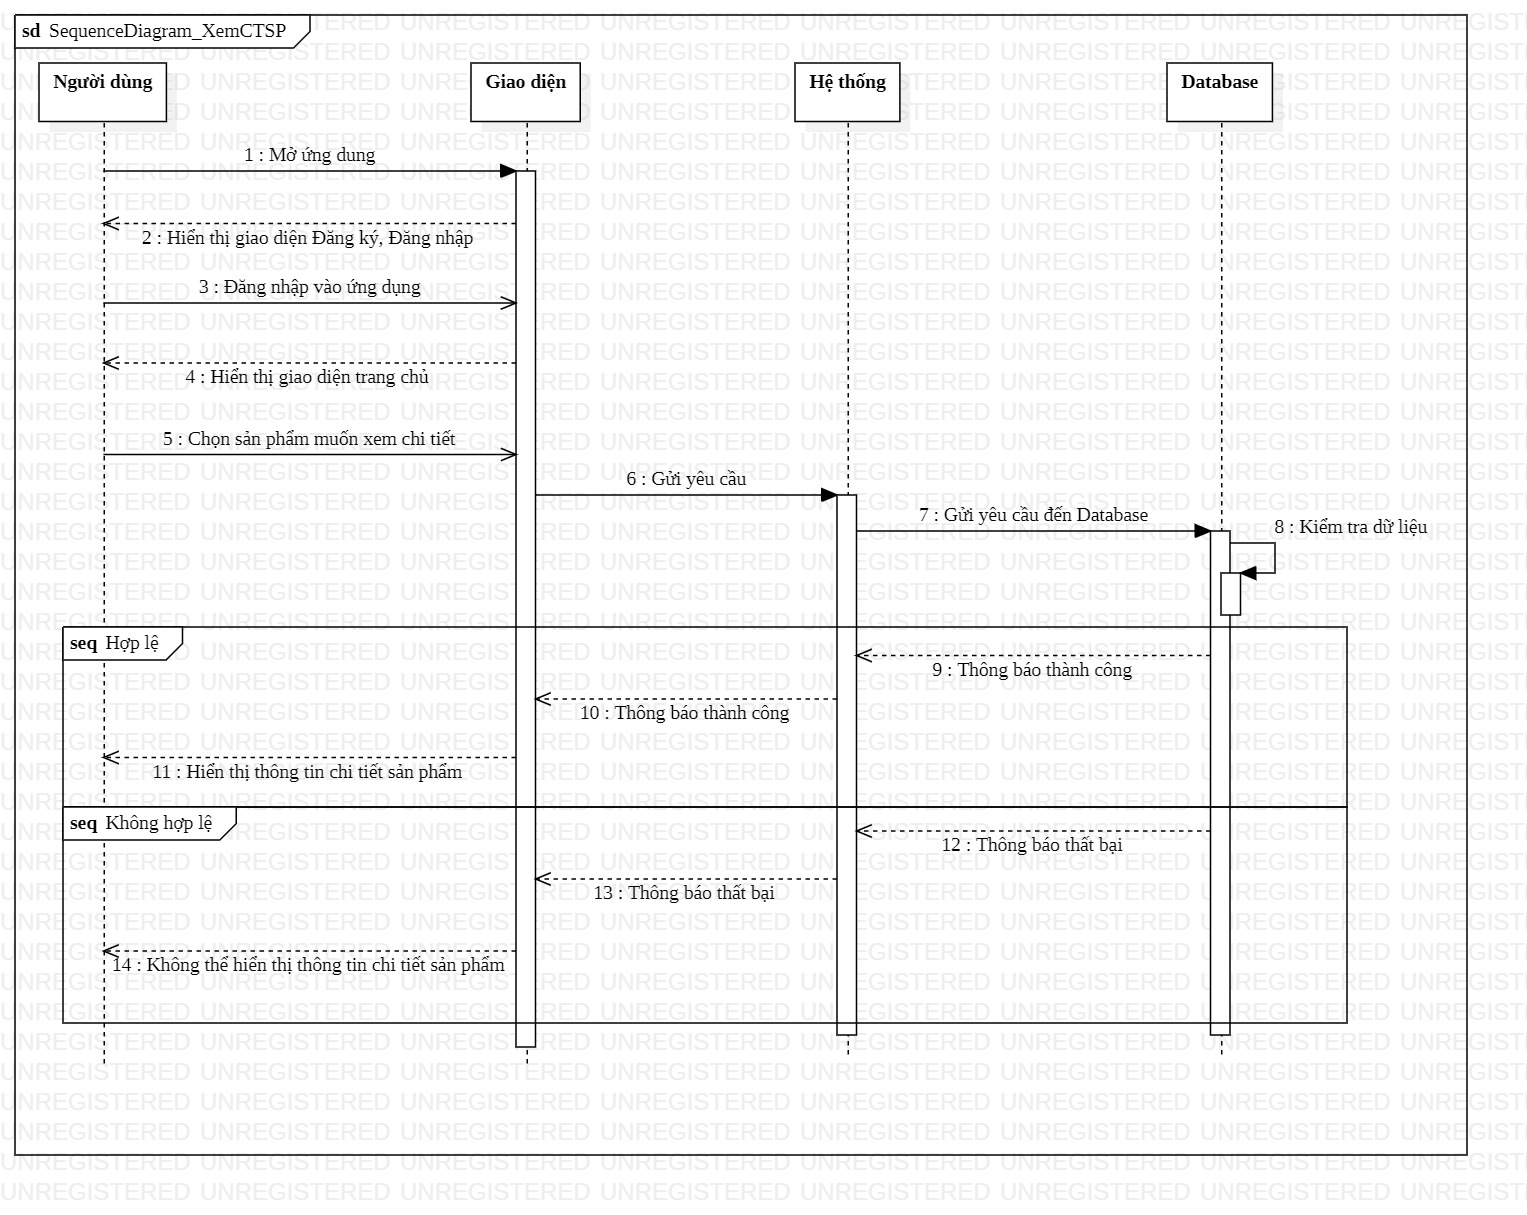 sd SequenceDiagram_XemCTSP
Người dùng
Giao diện
Hệ thống
Database
1 : Mở ứng dung
2 : Hiển thị giao diện Đăng ký, Đăng nhập
3 : Đăng nhập vào ứng dụng
4 : Hiển thị giao diện trang chủ
5 : Chọn sản phẩm muốn xem chi tiết
6 : Gửi yêu cầu
7 : Gửi yêu cầu đến Database
8 : Kiểm tra dữ liệu
seq Hợp lệ
9 : Thông báo thành công
10 : Thông báo thành công
11 : Hiển thị thông tin chi tiết sản phẩm
seq Không hợp lệ
12 : Thông báo thất bại
13 : Thông báo thất bại
14 : Không thể hiển thị thông tin chi tiết sản phẩm
UNREGISTERED